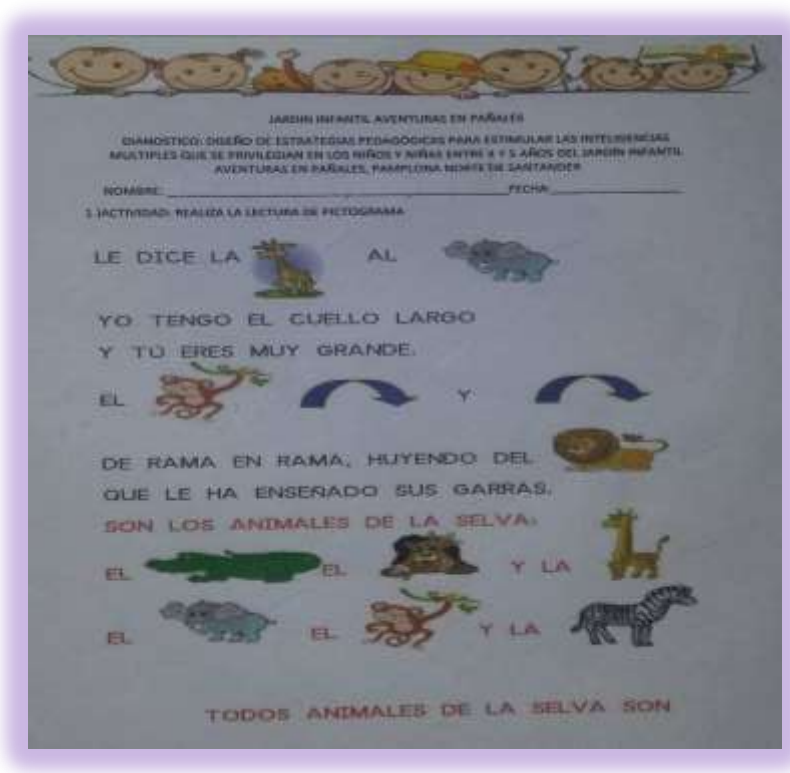 JARDIN INFANTIL AVENTURAS EN PAÑALES
DIANOSTICO: DISEÑO DE ESTRATEGIAS PEDAGÓGICAS PARA ESTIMULAR LAS INTELIGENCIAS
MULTIPLES QUE SE PRIVILEGIAN EN LOS NIÑOS Y NIÑAS ENTRE 4 Y 5 AÑOS DEL JARDIN INFANTIL
AVENTURAS EN PAÑALES, PAMPLONA NORTE DE SANTANDER
NOMBRE: FECHA:
1.)ACTIVIDAD: REALIZA LA LECTURA DE PICTOGRAMA
LE DICE LA AL
YO TENGO EL CUELLO LARGO
Y TÚ ERES MUY GRANDE.
EL Y
DE RAMA EN RAMA, HUYENDO DEL
QUE LE HA ENSEÑADO SUS GARRAS.
SON LOS ANIMALES DE LA SELVA:
EL EL Y LA
EL EL Y LA
TODOS ANIMALES DE LA SELVA SON